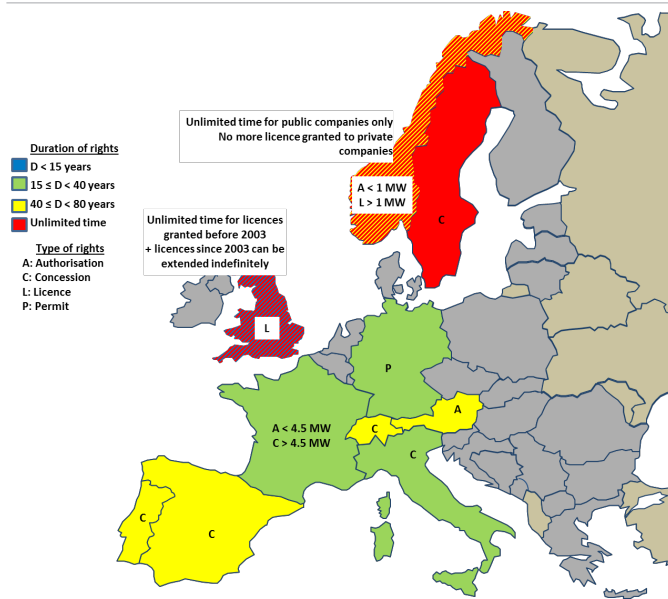 Unlimited time for public companies only
No more licence granted to private
companies
Duration of rights
D < 15 years
15 ≤ D < 40 years
40 ≤ D < 80 years
Unlimited time
Type of rights
A: Authorisation
C: Concession
L: Licence
P: Permit
A < 1 MW
L > 1 MW
C
Unlimited time for licences
granted before 2003
+ licences since 2003 can be
extended indefinitely
L
P
A < 4.5 MW
C > 4.5 MW
C
A
C
C
C